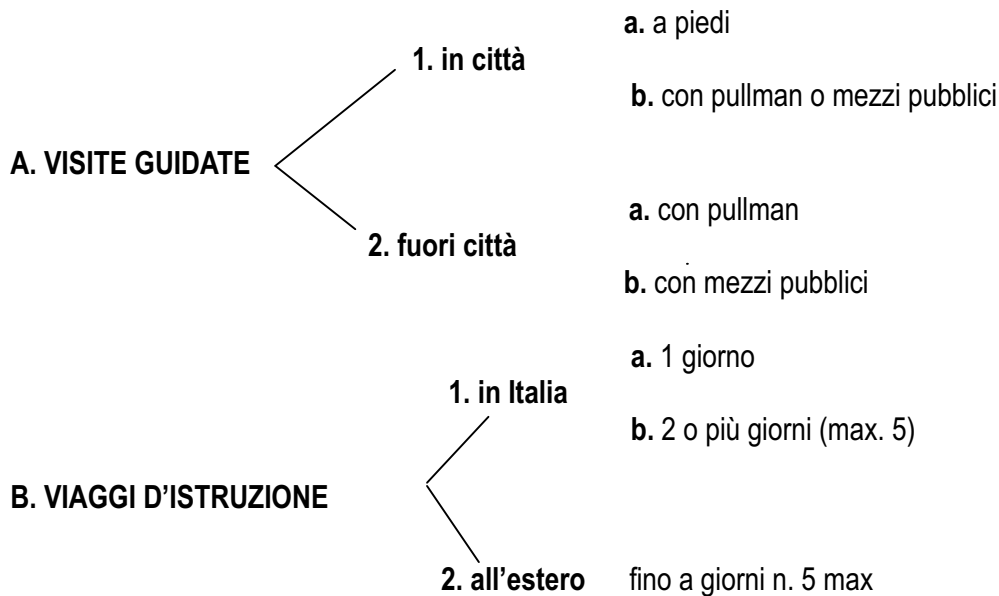 a. a piedi
1. in città
b. con pullman o mezzi pubblici
A. VISITE GUIDATE
a. con pullman
2. fuori città
b. con mezzi pubblici
a. 1 giorno
1. in Italia
b. 2 o più giorni (max. 5)
B. VIAGGI D'ISTRUZIONE
2. all'estero fino a giorni n. 5 max